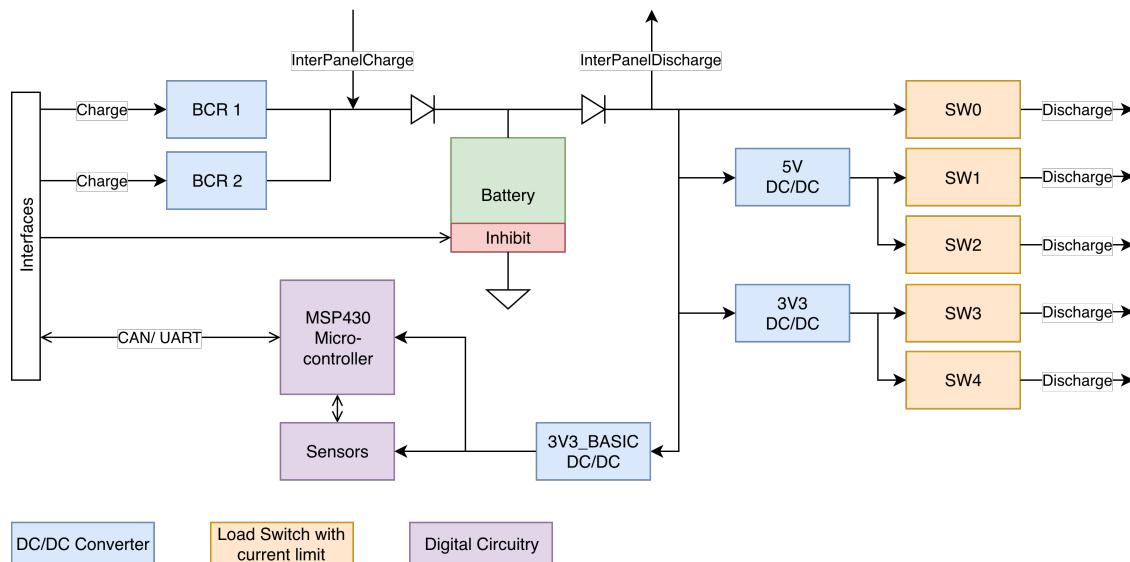 InterPanelCharge
InterPanelDischarge
Charge
BCR 1
SW0
Discharge
Charge
BCR 2
5V
DC/DC
SW1
Discharge
Battery
Interfaces
Inhibit
SW2
Discharge
MSP430
Micro-
controller
CAN/ UART
3V3
DC/DC
SW3
Discharge
SW4
Discharge
Sensors
3V3_BASIC
DC/DC
DC/DC Converter
Load Switch with
current limit
Digital Circuitry